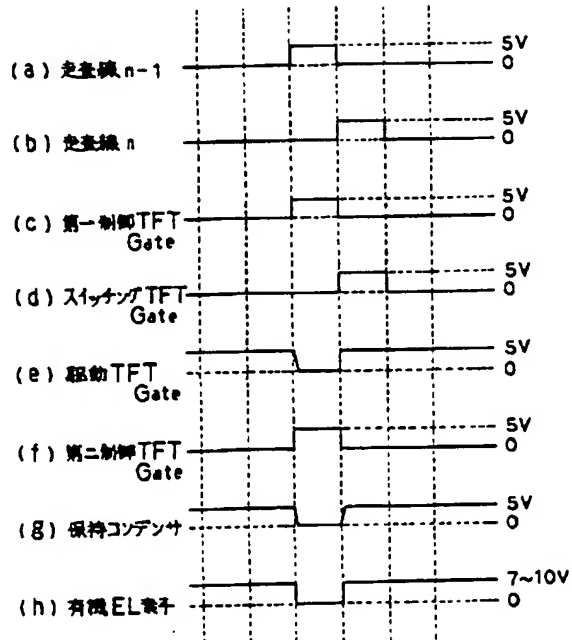 5V
(a) 走査線 n-1 0
5V
(b) 走査線 n 0
5V
(c) 第一制御TFT 0
Gate
5V
(d) スイッチングTFT 0
Gate
5V
(e) 駆動TFT 0
Gate
5V
(f) 第二制御TFT 0
Gate
5V
(g) 保持コンデンサ 0
7~10V
(h) 有機EL素子 0